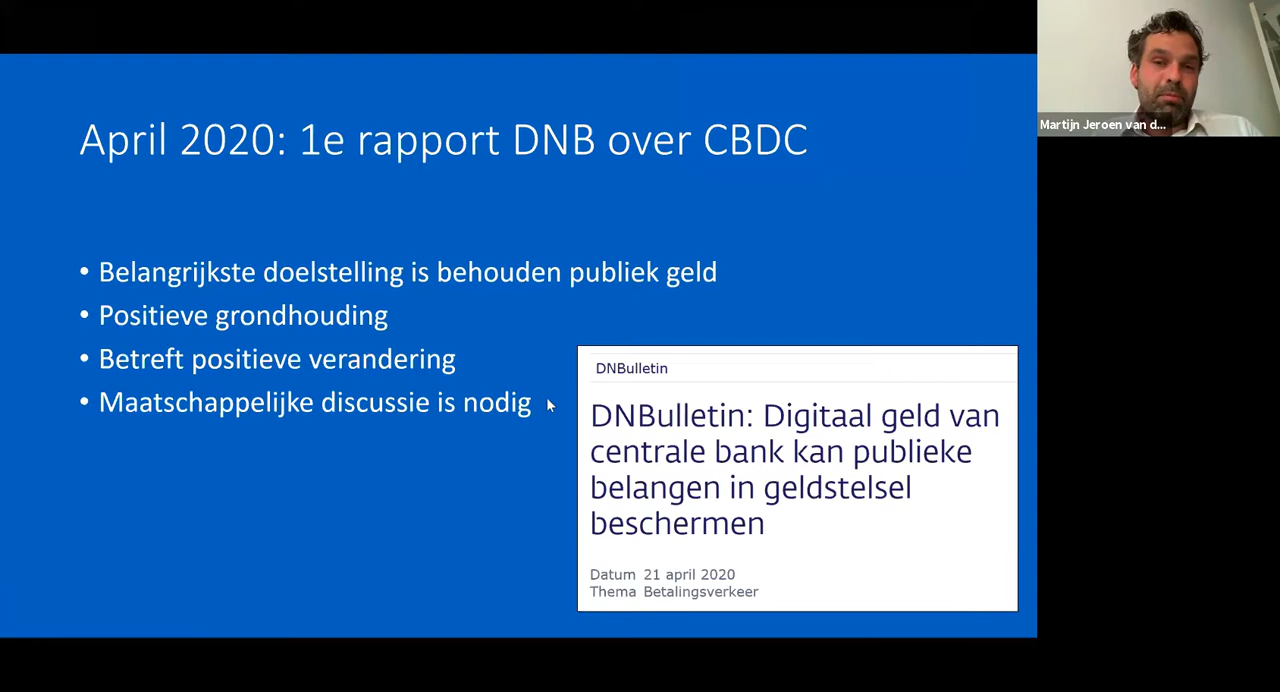 April 2020: 1e rapport DNB over CBDC
• Belangrijkste doelstelling is behouden publiek geld
• Positieve grondhouding
• Betreft positieve verandering
• Maatschappelijke discussie is nodig
DNBulletin
DNBulletin: Digitaal geld van
centrale bank kan publieke
belangen in geldstelsel
beschermen
Datum 21 april 2020
Thema Betalingsverkeer
Martijn Jeroen van d...